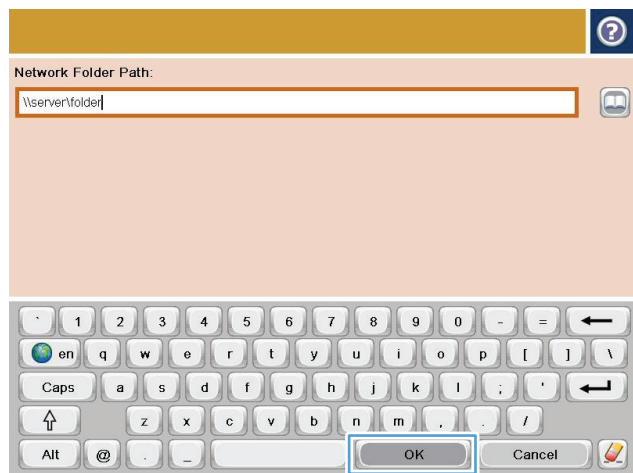 ?
Network Folder Path:
\\server\folder
` 1 2 3 4 5 6 7 8 9 0 - =
en q w e r t y u i o p [ ] \
Caps a s d f g h j k l ; '
z x c v b n m , . /
Alt @ . _ OK Cancel